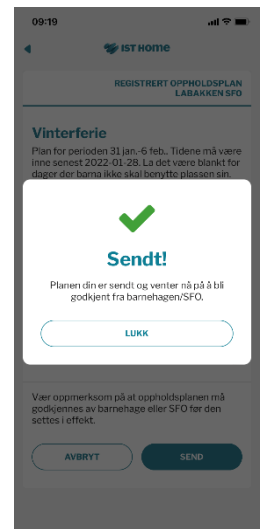 09:19
IST Home
REGISTRERT OPPHOLDSPLAN
LABAKKEN SFO
Vinterferie
Plan for perioden 31 jan.-6 feb.. Tidene må være
inne senest 2022-01-28. La det være blankt for
dager der barna ikke skal benytte plassen sin.
Sendt!
Planen din er sendt og venter nå på å bli
godkjent fra barnehagen/SFO.
LUKK
Vær oppmerksom på at oppholdsplanen må
godkjennes av barnehage eller SFO før den
settes i effekt.
AVBRYT
SEND